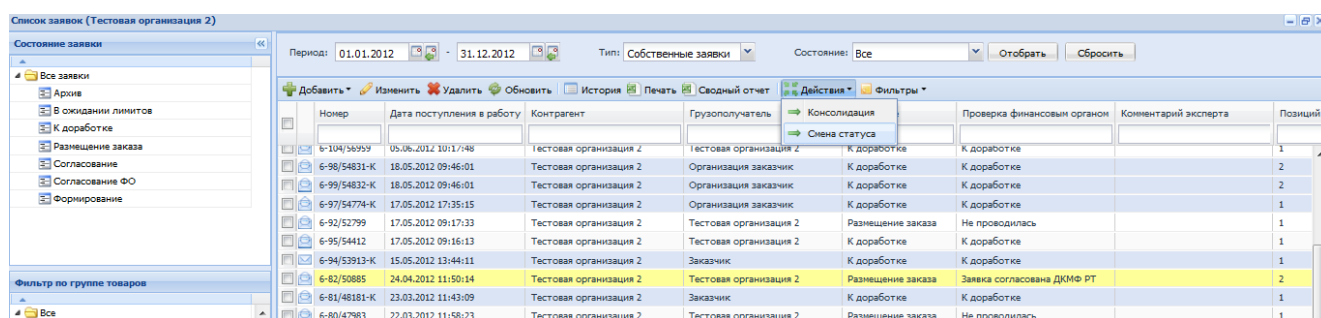 Список заявок (Тестовая организация 2)
Состояние заявки
Период: 01.01.2012 - 31.12.2012 Тип: Собственные заявки Состояние: Все Отобрать Сбросить
Все заявки
Архив
В ожидании лимитов
К доработке
Размещение заказа
Согласование
Согласование ФО
Формирование
Добавить Изменить Удалить Обновить История Печать Сводный отчет Действия Фильтры
Консолидация
Смена статуса
Номер Дата поступления в работу Контрагент Грузополучатель Проверка финансовым органом Комментарий эксперта Позиций
6-104/56959 05.06.2012 10:17:48 Тестовая организация 2 Тестовая организация 2 К доработке К доработке 1
6-98/54831-К 18.05.2012 09:46:01 Тестовая организация 2 Организация заказчик К доработке К доработке 2
6-99/54832-К 18.05.2012 09:46:01 Тестовая организация 2 Организация заказчик К доработке К доработке 2
6-97/54774-К 17.05.2012 17:35:15 Тестовая организация 2 Организация заказчик К доработке К доработке 1
6-92/52799 17.05.2012 09:17:33 Тестовая организация 2 Тестовая организация 2 Размещение заказа Не проводилась 1
6-95/54412 17.05.2012 09:16:13 Тестовая организация 2 Тестовая организация 2 К доработке К доработке 1
6-94/53913-К 15.05.2012 13:44:11 Тестовая организация 2 Заказчик К доработке К доработке 1
6-82/50885 24.04.2012 11:50:14 Тестовая организация 2 Тестовая организация 2 Размещение заказа Заявка согласована ДКМФ РТ 2
6-81/48181-К 23.03.2012 11:43:09 Тестовая организация 2 Заказчик К доработке К доработке 1
6-80/47983 22.03.2012 11:58:23 Тестовая организация 2 Тестовая организация 2 Размещение заказа Не проводилась 1
Фильтр по группе товаров
Все